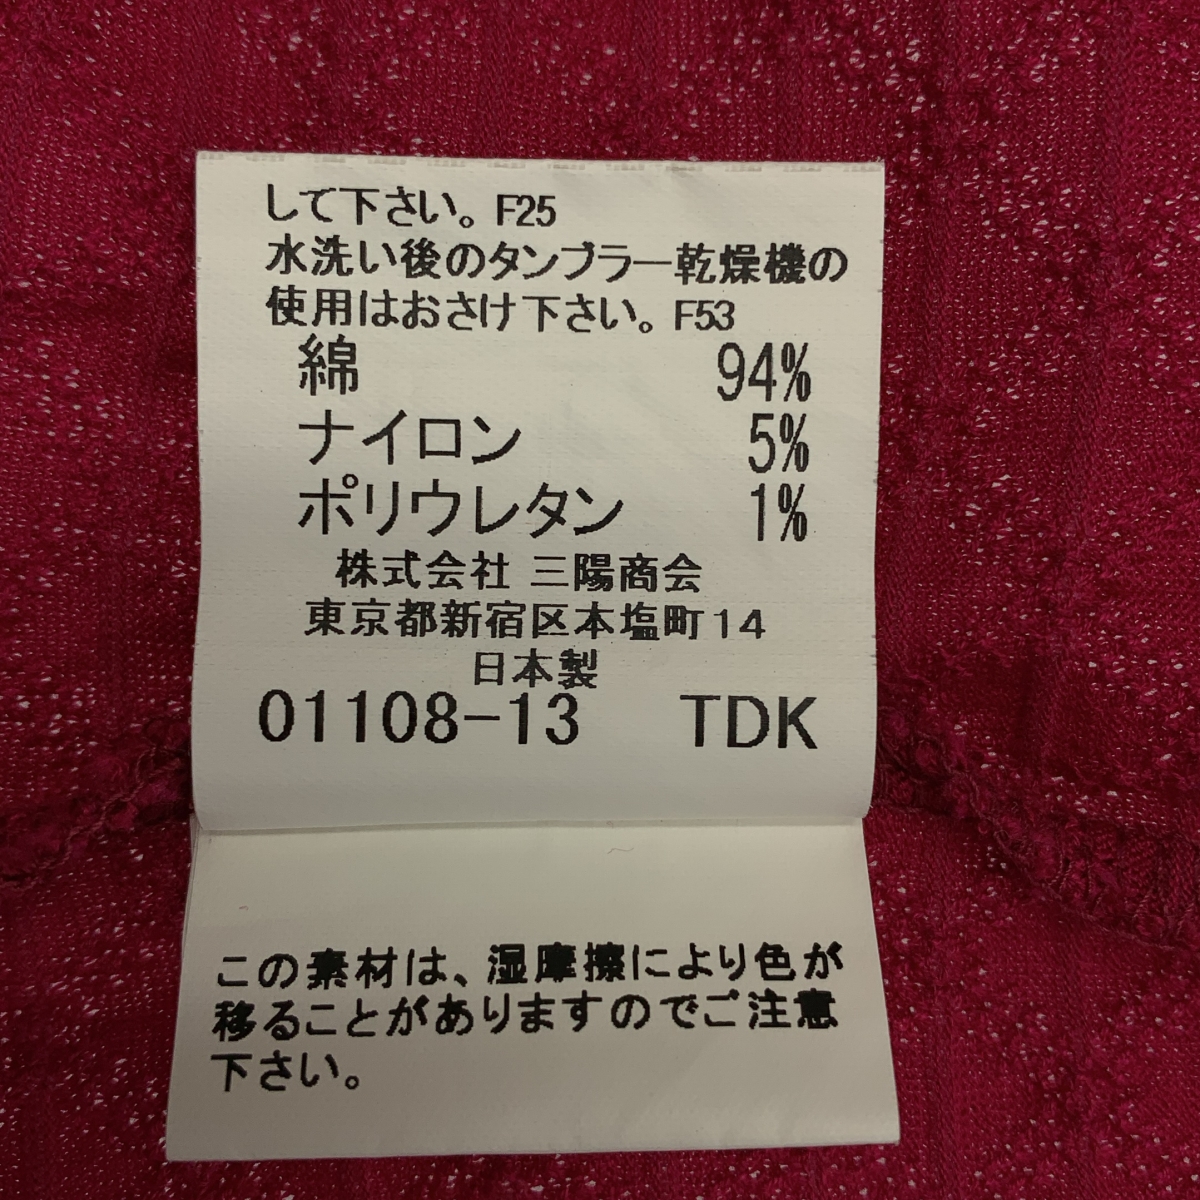 して下さい。F25
水洗い後のタンブラー乾燥機の
使用はおさけ下さい。F53
綿 94%
ナイロン 5%
ポリウレタン 1%
株式会社 三陽商会
東京都新宿区本塩町14
日本製
01108-13 TDK
この素材は、湿摩擦により色が
移ることがありますのでご注意
下さい。